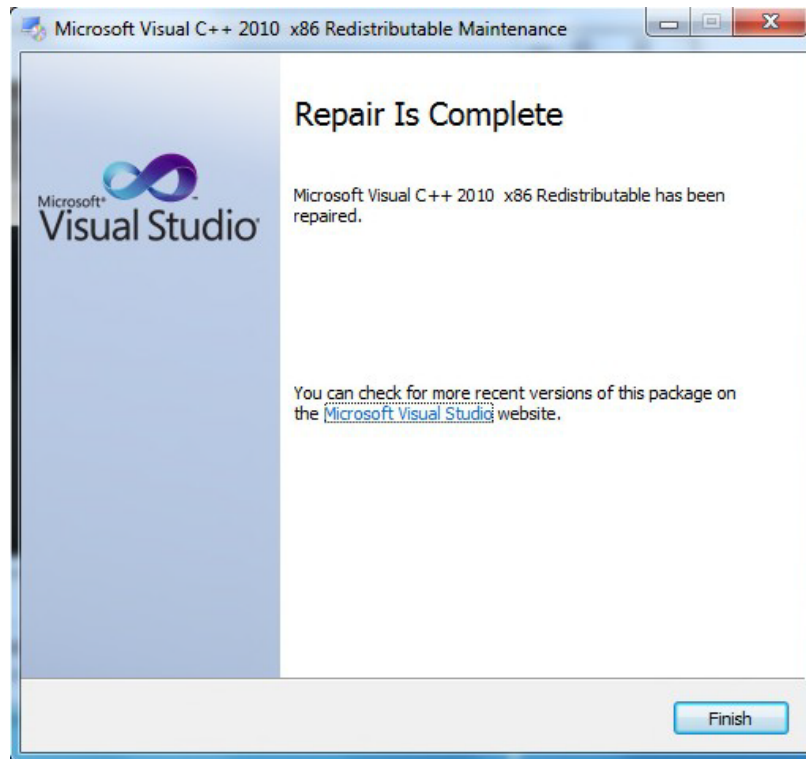 Microsoft Visual C++ 2010  x86 Redistributable Maintenance
Repair Is Complete
Microsoft®
Visual Studio®
Microsoft Visual C++ 2010  x86 Redistributable has been
repaired.
You can check for more recent versions of this package on
the Microsoft Visual Studio website.
Finish